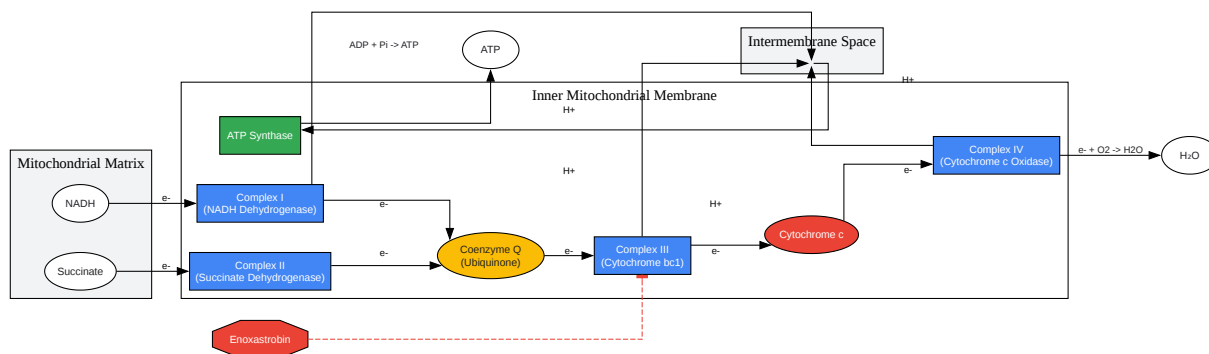 ADP + Pi -> ATP
ATP
Intermembrane Space
H+
Inner Mitochondrial Membrane
H+
ATP Synthase
Complex IV
(Cytochrome c Oxidase)
e- + O2 -> H2O
H₂O
Mitochondrial Matrix
NADH
e-
Complex I
(NADH Dehydrogenase)
e-
H+
H+
e-
Cytochrome c
Succinate
e-
Complex II
(Succinate Dehydrogenase)
e-
Coenzyme Q
(Ubiquinone)
e-
Complex III
(Cytochrome bc1)
e-
Enoxastrobin